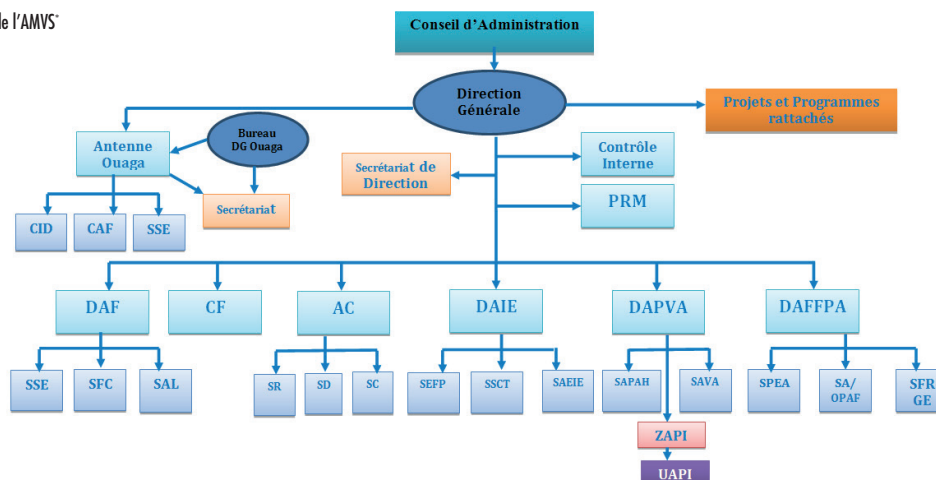 de l'AMVS"
Conseil d'Administration
Direction
Générale
Projets et Programmes
rattachés
Bureau
DG Ouaga
Antenne
Ouaga
Contrôle
Interne
Secrétariat de
Direction
Secrétariat
PRM
CID
CAF
SSE
DAF
CF
AC
DAIE
DAPVA
DAFFPA
SSE
SFC
SAL
SR
SD
SC
SEFP
SSCT
SAEIE
SAPAH
SAVA
SPEA
SA/
OPAF
SFR
GE
ZAPI
UAPI